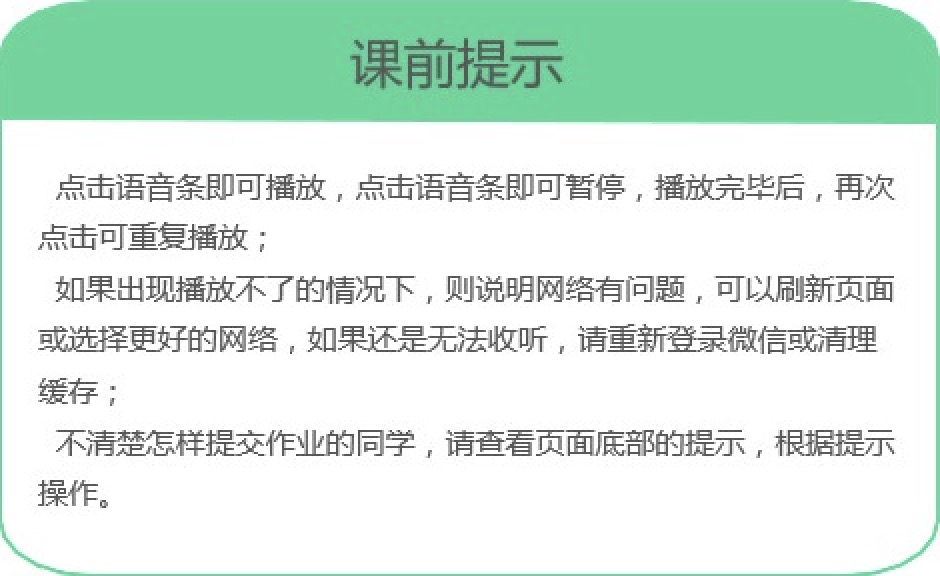 课前提示
点击语音条即可播放，点击语音条即可暂停，播放完毕后，再次
点击可重复播放；
如果出现播放不了的情况下，则说明网络有问题，可以刷新页面
或选择更好的网络，如果还是无法收听，请重新登录微信或清理
缓存；
不清楚怎样提交作业的同学，请查看页面底部的提示，根据提示
操作。